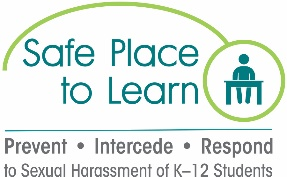 Safe Place
to Learn
Prevent • Intercede • Respond
to Sexual Harassment of K–12 Students